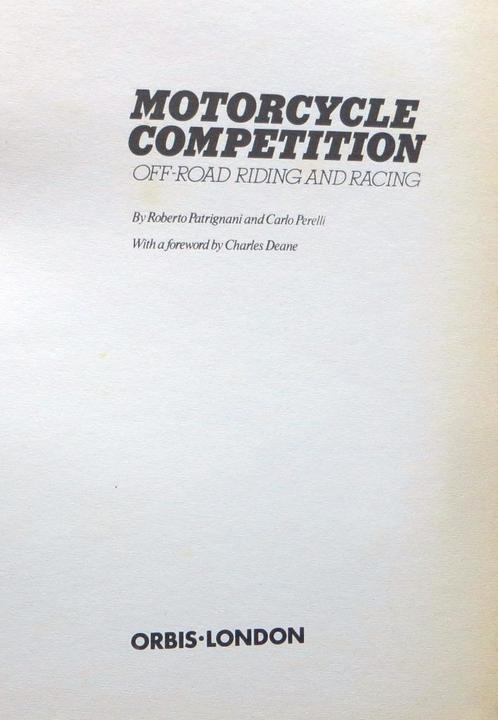 MOTORCYCLE
COMPETITION
OFF-ROAD RIDING AND RACING
By Roberto Patrignani and Carlo Perelli
With a foreword by Charles Deane
ORBIS·LONDON